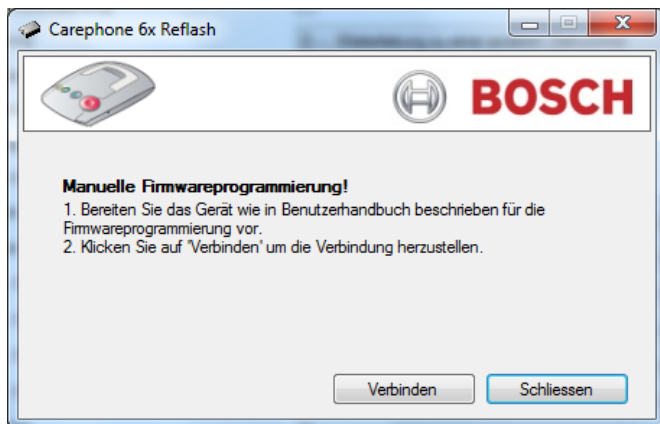 Carephone 6x Reflash
BOSCH
Manuelle Firmwareprogrammierung!
1. Bereiten Sie das Gerät wie in Benutzerhandbuch beschrieben für die
Firmwareprogrammierung vor.
2. Klicken Sie auf 'Verbinden' um die Verbindung herzustellen.
Verbinden
Schliessen